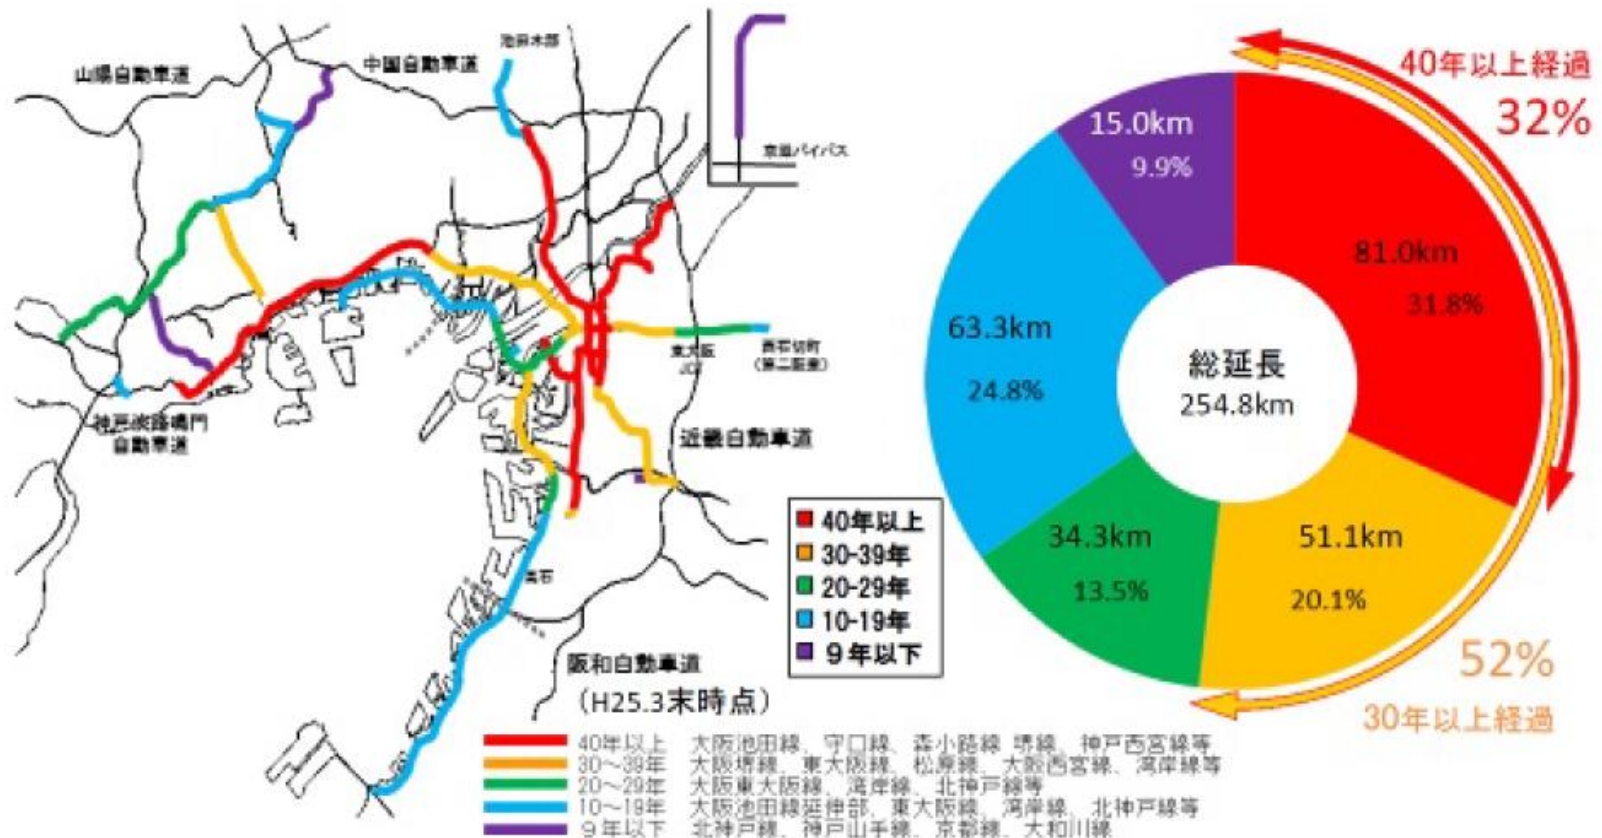 池田木部
山陽自動車道
中国自動車道
京滋バイパス
東大阪
JCT
西石切町
(第二阪奈)
神戸淡路鳴門
自動車道
近畿自動車道
高石
阪和自動車道
(H25.3末時点)
40年以上
30-39年
20-29年
10-19年
9年以下
40年以上経過
32%
15.0km
9.9%
81.0km
31.8%
63.3km
24.8%
総延長
254.8km
34.3km
13.5%
51.1km
20.1%
52%
30年以上経過
40年以上 大阪池田線、守口線、森小路線 堺線、神戸西宮線等
30~39年 大阪堺線、東大阪線、松原線、大阪西宮線、湾岸線等
20~29年 大阪東大阪線、湾岸線、北神戸線等
10~19年 大阪池田線延伸部、東大阪線、湾岸線、北神戸線等
9年以下 北神戸線、神戸山手線、京都線、大和川線